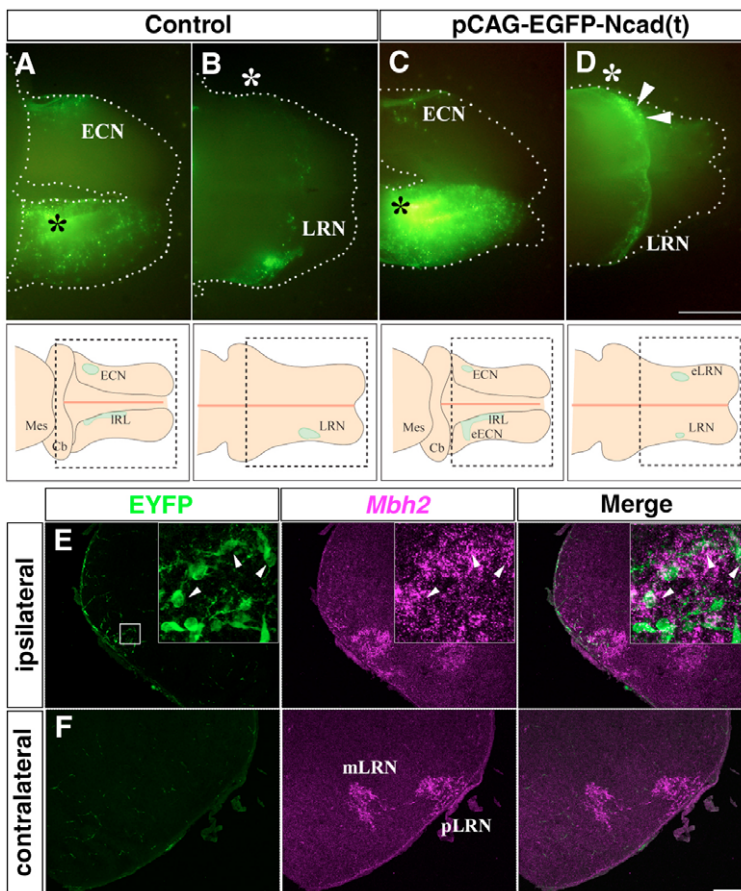 Control
pCAG-EGFP-Ncad(t)
A
B
C
D
ECN
*
*
LRN
ECN
*
*
LRN
ECN
Mes
IRL
Cb
LRN
ECN
Mes
IRL
eECN
Cb
eLRN
LRN
EYFP
Mbh2
Merge
ipsilateral
E
contralateral
F
mLRN
pLRN